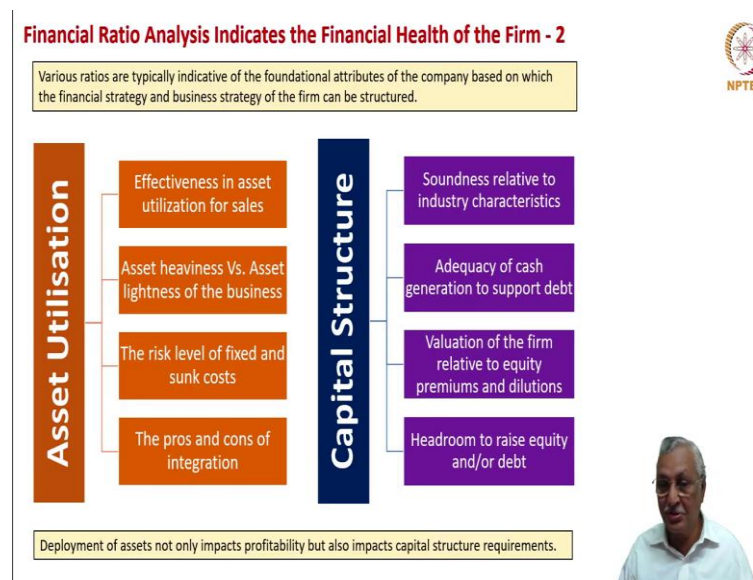 Financial Ratio Analysis Indicates the Financial Health of the Firm - 2
NPTE
Various ratios are typically indicative of the foundational attributes of the company based on which
the financial strategy and business strategy of the firm can be structured.
Asset Utilisation
Effectiveness in asset
utilization for sales
Asset heaviness Vs. Asset
lightness of the business
The risk level of fixed and
sunk costs
The pros and cons of
integration
Capital Structure
Soundness relative to
industry characteristics
Adequacy of cash
generation to support debt
Valuation of the firm
relative to equity
premiums and dilutions
Headroom to raise equity
and/or debt
Deployment of assets not only impacts profitability but also impacts capital structure requirements.